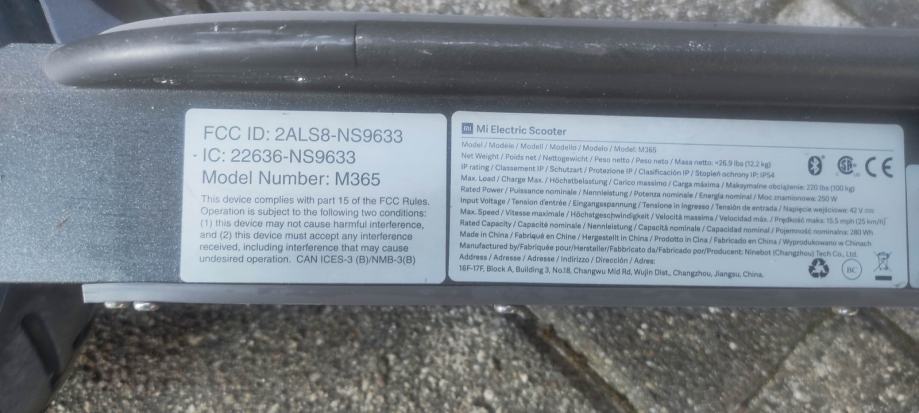 FCC ID: 2ALS8-NS9633
IC: 22636-NS9633
Model Number: M365
This device complies with part 15 of the FCC Rules.
Operation is subject to the following two conditions:
(1) this device may not cause harmful interference,
and (2) this device must accept any interference
received, including interference that may cause
undesired operation. CAN ICES-3 (B)/NMB-3(B)
mi Mi Electric Scooter
Model / Modèle / Modell / Modello / Modelo / Model: M365
Net Weight / Poids net / Nettogewicht / Peso netto / Peso neto / Masa netto: ≈26.9 lbs (12.2 kg)
IP rating / Classement IP / Schutzart / Protezione IP / Clasificación IP / Stopień ochrony IP: IP54
Max. Load / Charge Max. / Höchstbelastung / Carico massimo / Carga máxima / Maksymalne obciążenie: 220 lbs (100 kg)
Rated Power / Puissance nominale / Nennleistung / Potenza nominale / Potencia nominal / Moc znamionowa: 250 W
Input Voltage / Tension d'entrée / Eingangsspannung / Tensione in ingresso / Tensión de entrada / Napięcie wejściowe: 42 V
Max. Speed / Vitesse maximale / Höchstgeschwindigkeit / Velocità massima / Velocidad máx. / Prędkość maks: 15.5 mph (25 km/h)
Rated Capacity / Capacité nominale / Nennleistung / Capacità nominale / Capacidad nominal / Pojemność nominalna: 280 Wh
Made in China / Fabriqué en Chine / Hergestellt in China / Prodotto in Cina / Fabricado en China / Wyprodukowano w Chinach
Manufactured by/Fabriquée pour/Hersteller/Fabbricato da/Fabricado por/Producent: Ninebot (Changzhou) Tech Co., Ltd.
Address / Adresse / Adresse / Indirizzo / Dirección / Adres:
16F-17F, Block A, Building 3, No.18, Changwu Mid Rd, Wujin Dist., Changzhou, Jiangsu, China.
BC